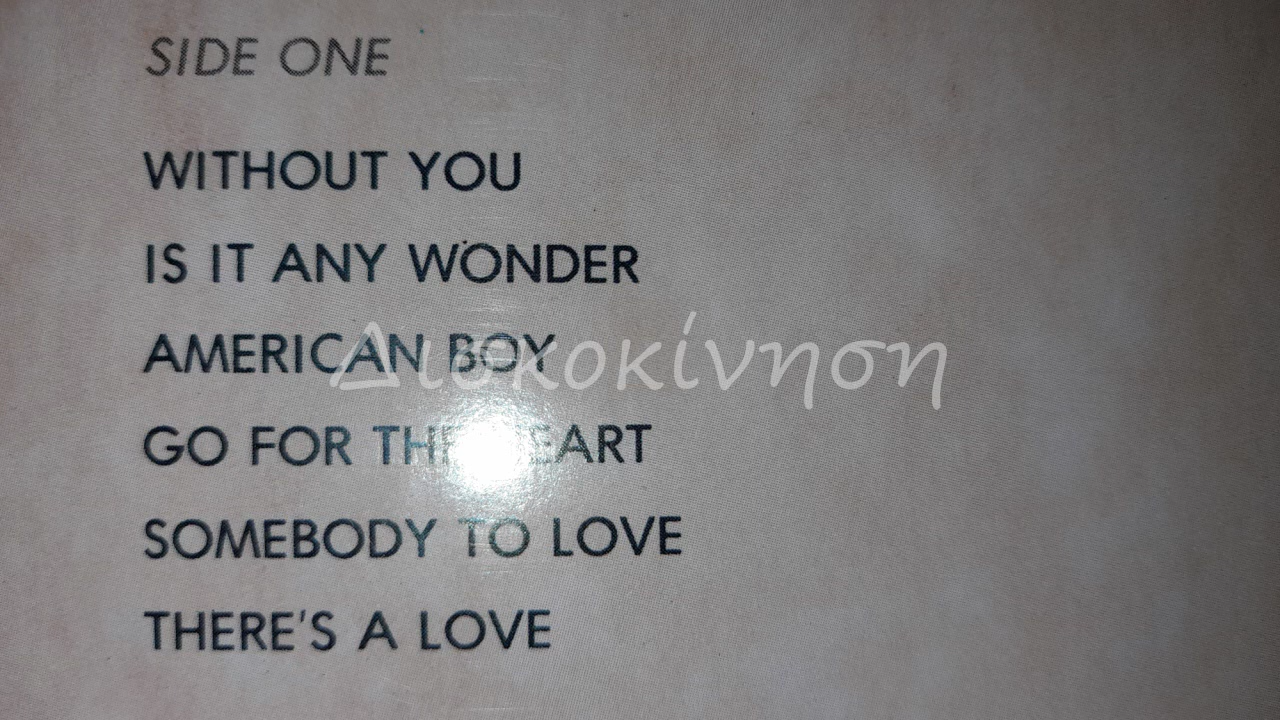 SIDE ONE
WITHOUT YOU
IS IT ANY WONDER
AMERICAN BOY
Δισκοκίνηση
GO FOR THE HEART
SOMEBODY TO LOVE
THERE'S A LOVE